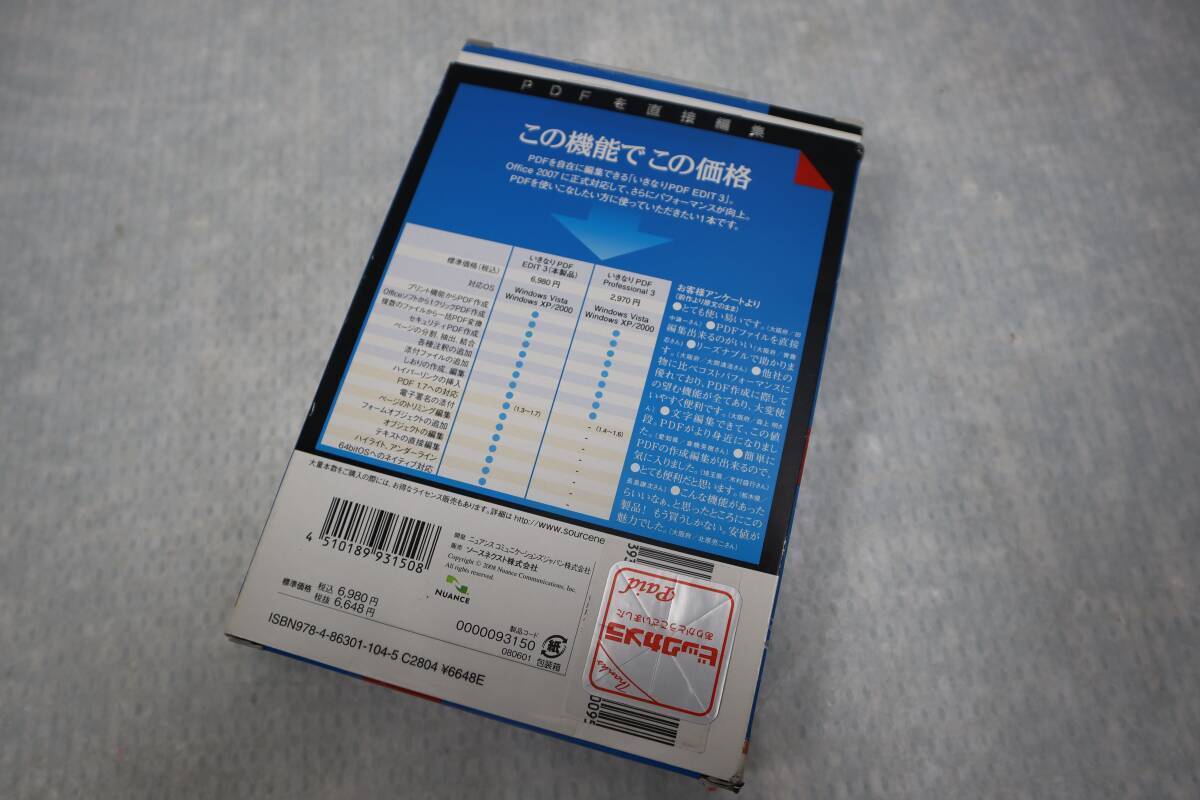 PDFを直接編集
この機能でこの価格
PDFを自在に編集できる「いきなりPDF EDIT 3」。
Office 2007に正式対応して、さらにパフォーマンスが向上。
PDFを使いこなしたい方に使っていただきたい1本です。
いきなりPDF EDIT 3(本製品)
いきなりPDF Professional 3
標準価格(税込) 6,980円 2,970円
対応OS Windows Vista Windows XP/2000 Windows Vista Windows XP/2000
プリント機能からPDF作成 ● ●
Officeソフトから1クリックPDF作成 ● ●
複数のファイルから一括PDF変換 ● ●
セキュリティPDF作成 ● ●
ページの分割、抽出、結合 ● ●
各種注釈の追加 ● ●
添付ファイルの追加 ● ●
しおりの作成、編集 ● ●
ハイパーリンクの挿入 ● ●
PDF 1.7への対応 ●(1.3~1.7) -(1.4~1.6)
電子署名の添付
ページのトリミング編集
フォームオブジェクトの追加
オブジェクトの編集
テキストの直接編集
ハイライト、アンダーライン
64bitOSへのネイティブ対応
お客様アンケートより
(前作より原文のまま)
●とても使い易いです。
●PDFファイルを直接
編集出来るのがいい
●リーズナブルで助かりま
す。 ●他社の
物に比べコストパフォーマンスに
優れており、PDF作成に際して
の望む機能が全てあり、大変使
いやすく便利です。
●文字編集できて、この値
段。PDFがより身近になりまし
た。 ●簡単に
PDFの作成編集が出来るので、
気に入りました。(埼玉県/木村益行さん)
●とても便利だと思います。
●こんな機能があった
らいいなぁ、と思ったところにこの
製品!もう買うしかない。安値が
魅力でした。
大量本数をご購入の際には、お得なライセンス販売もあります。詳細は http://www.sourcene
4 510189 931508
開発 ニュアンス コミュニケーションズジャパン株式会社
販売 ソースネクスト株式会社
Copyright © 2008 Nuance Communications, Inc.
All rights reserved.
NUANCE
標準価格 税込 6,980円
税抜 6,648円
製品コード
0000093150
080601
紙
包装箱
ISBN978-4-86301-104-5 C2804 ¥6648E
Paid
ありがとうございました
ビックカメラ
Thanks